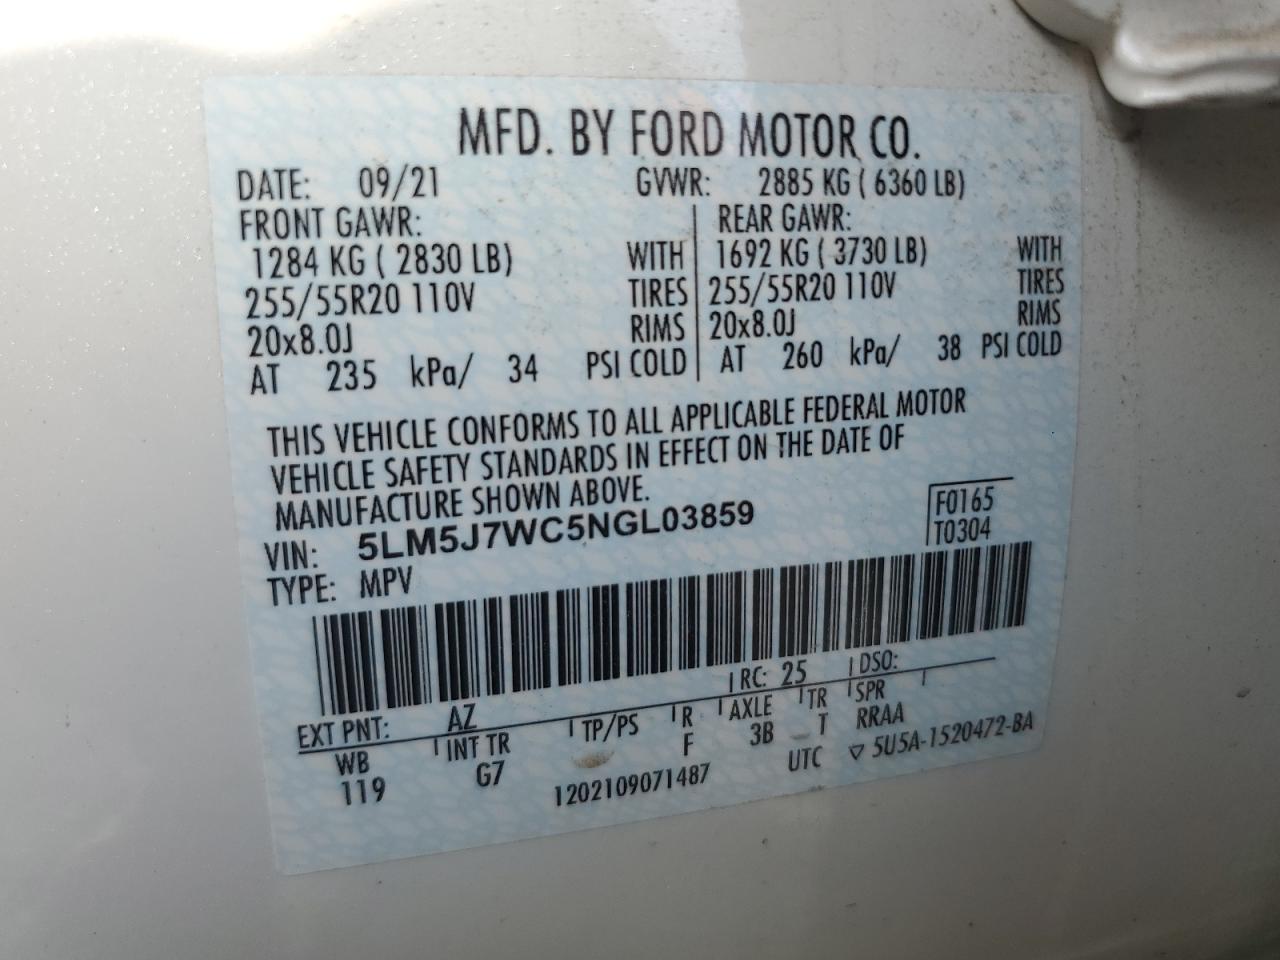 MFD. BY FORD MOTOR CO.
DATE: 09/21 GVWR: 2885 KG ( 6360 LB)
FRONT GAWR: REAR GAWR:
1284 KG ( 2830 LB) WITH 1692 KG ( 3730 LB) WITH
255/55R20 110V TIRES 255/55R20 110V TIRES
20x8.0J RIMS 20x8.0J RIMS
AT 235 kPa/ 34 PSI COLD AT 260 kPa/ 38 PSI COLD
THIS VEHICLE CONFORMS TO ALL APPLICABLE FEDERAL MOTOR
VEHICLE SAFETY STANDARDS IN EFFECT ON THE DATE OF
MANUFACTURE SHOWN ABOVE.
VIN: 5LM5J7WC5NGL03859 F0165
TYPE: MPV T0304
EXT PNT: AZ RC: 25 DSO:
WB INT TR TP/PS R AXLE TR SPR
119 G7 F 3B T RRAA
1202109071487 UTC ▽ 5U5A-1520472-BA